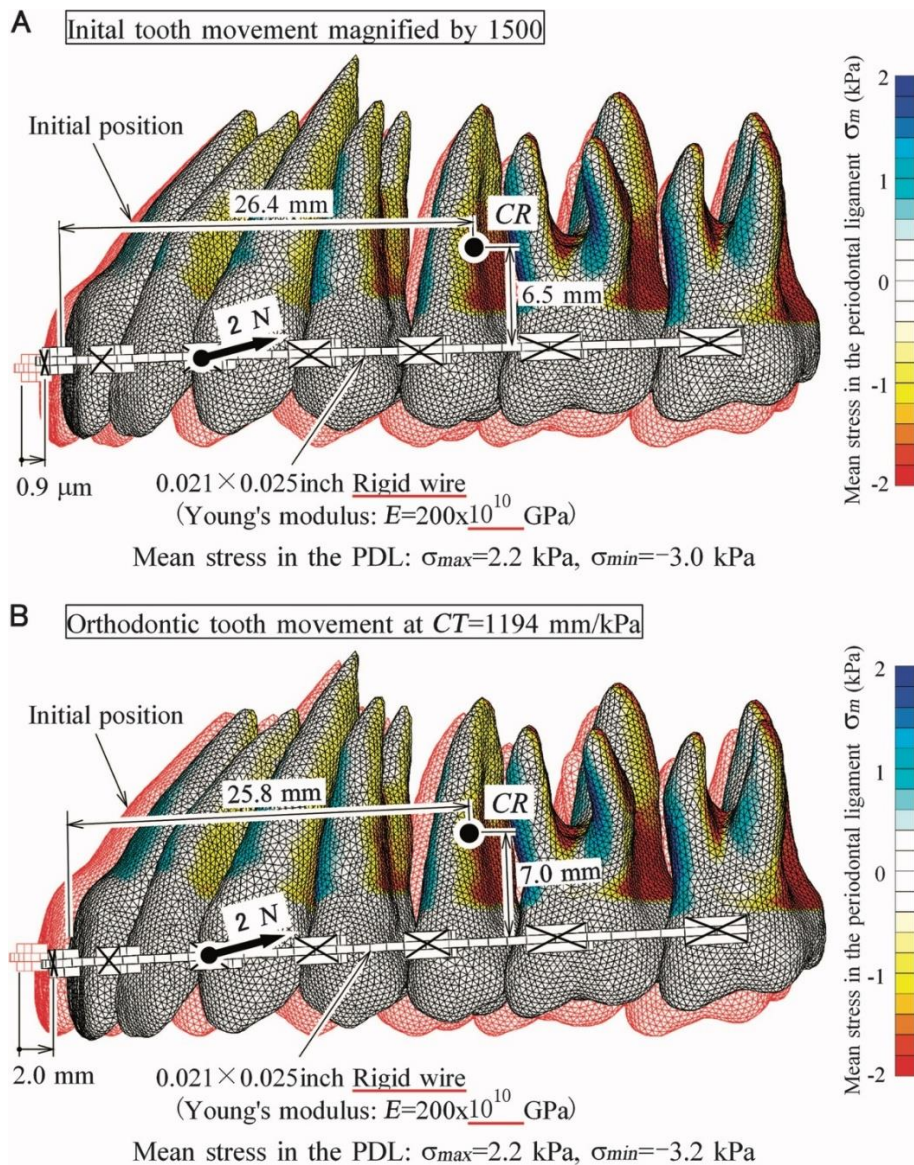 A
Inital tooth movement magnified by 1500
Initial position
26.4 mm
CR
6.5 mm
2 N
0.9 μm
0.021×0.025inch Rigid wire
(Young's modulus: E=200x10¹⁰ GPa)
Mean stress in the PDL: σmax=2.2 kPa, σmin=−3.0 kPa
Mean stress in the periodontal ligament σm (kPa)
2
1
0
-1
-2
B
Orthodontic tooth movement at CT=1194 mm/kPa
Initial position
25.8 mm
CR
7.0 mm
2 N
2.0 mm
0.021×0.025inch Rigid wire
(Young's modulus: E=200x10¹⁰ GPa)
Mean stress in the PDL: σmax=2.2 kPa, σmin=−3.2 kPa
Mean stress in the periodontal ligament σm (kPa)
2
1
0
-1
-2